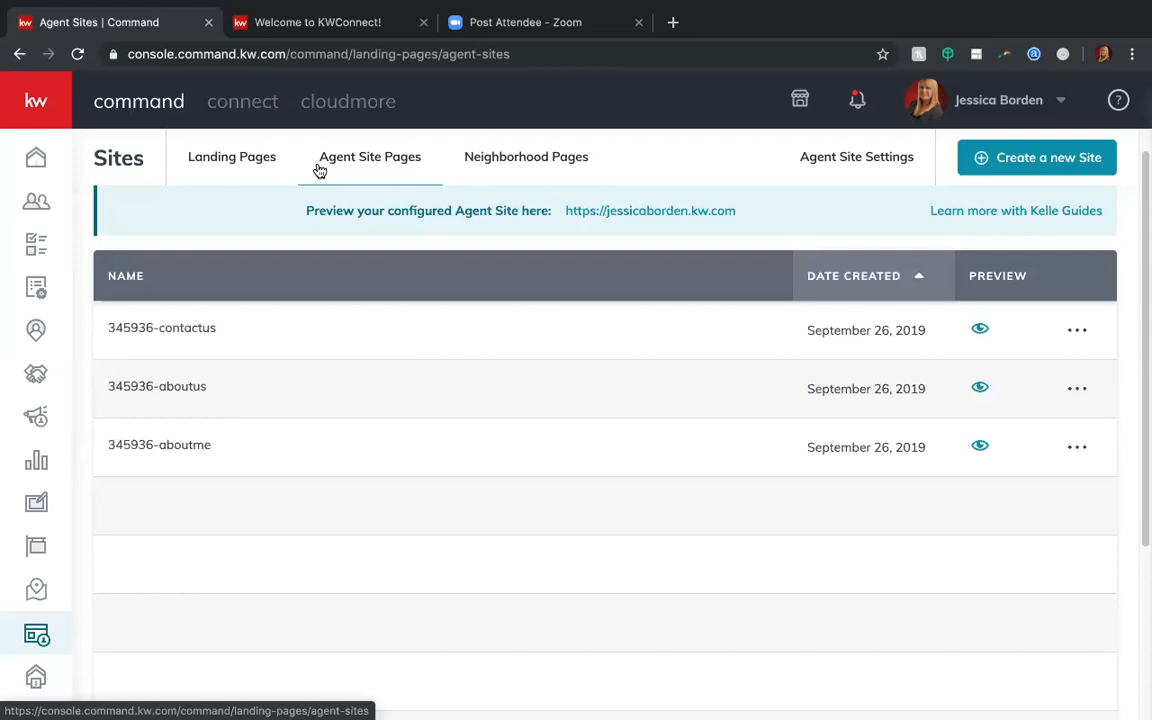 kw Agent Sites | Command
kw Welcome to KWConnect!
Post Attendee - Zoom
console.command.kw.com/command/landing-pages/agent-sites
kw command connect cloudmore
Jessica Borden
Sites Landing Pages Agent Site Pages Neighborhood Pages Agent Site Settings Create a new Site
Preview your configured Agent Site here: https://jessicaborden.kw.com Learn more with Kelle Guides
NAME DATE CREATED PREVIEW
345936-contactus September 26, 2019
345936-aboutus September 26, 2019
345936-aboutme September 26, 2019
https://console.command.kw.com/command/landing-pages/agent-sites